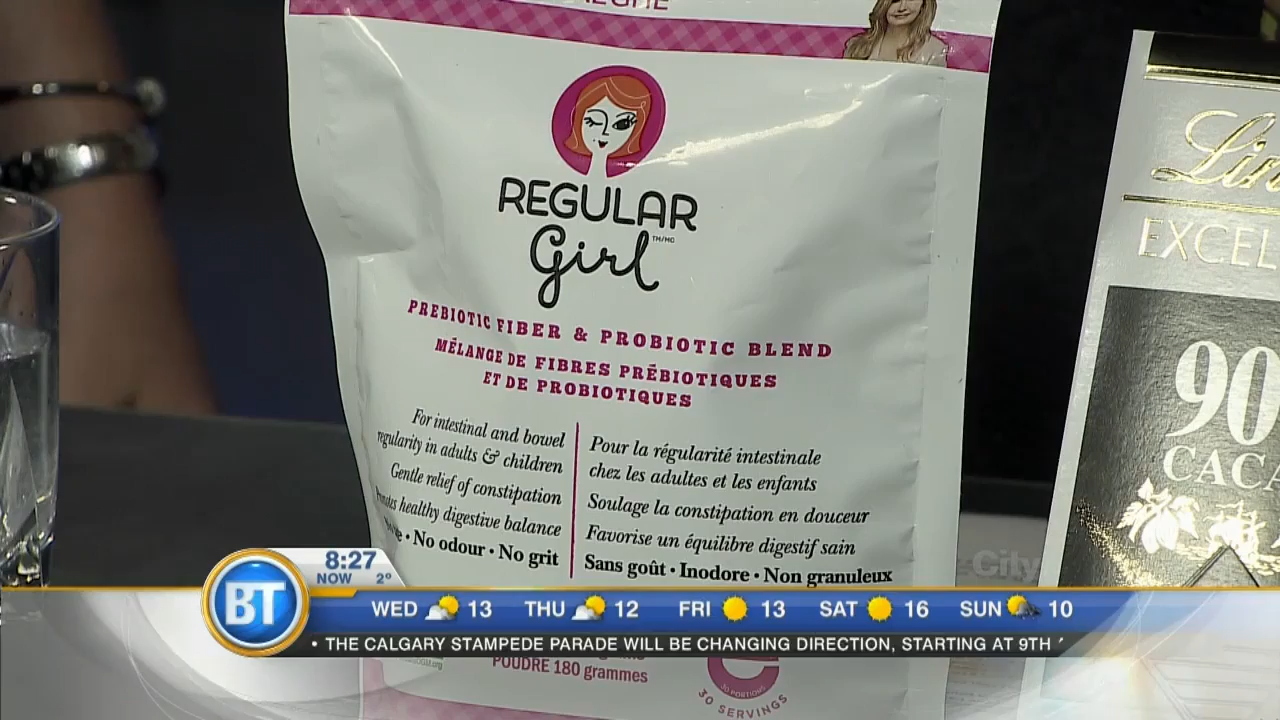 REGULAR
Girl
TM/MC
PREBIOTIC FIBER & PROBIOTIC BLEND
MÉLANGE DE FIBRES PRÉBIOTIQUES
ET DE PROBIOTIQUES
For intestinal and bowel
regularity in adults & children
Gentle relief of constipation
healthy digestive balance
• No odour • No grit
Pour la régularité intestinale
chez les adultes et les enfants
Soulage la constipation en douceur
Favorise un équilibre digestif sain
Sans goût • Inodore • Non granuleux
POUDRE 180 grammes
30 PORTIONS
30 SERVINGS
Lin
EXCEL
90
CACA
City
BT
8:27
NOW 2°
WED 13 THU 12 FRI 13 SAT 16 SUN 10
• THE CALGARY STAMPEDE PARADE WILL BE CHANGING DIRECTION, STARTING AT 9TH